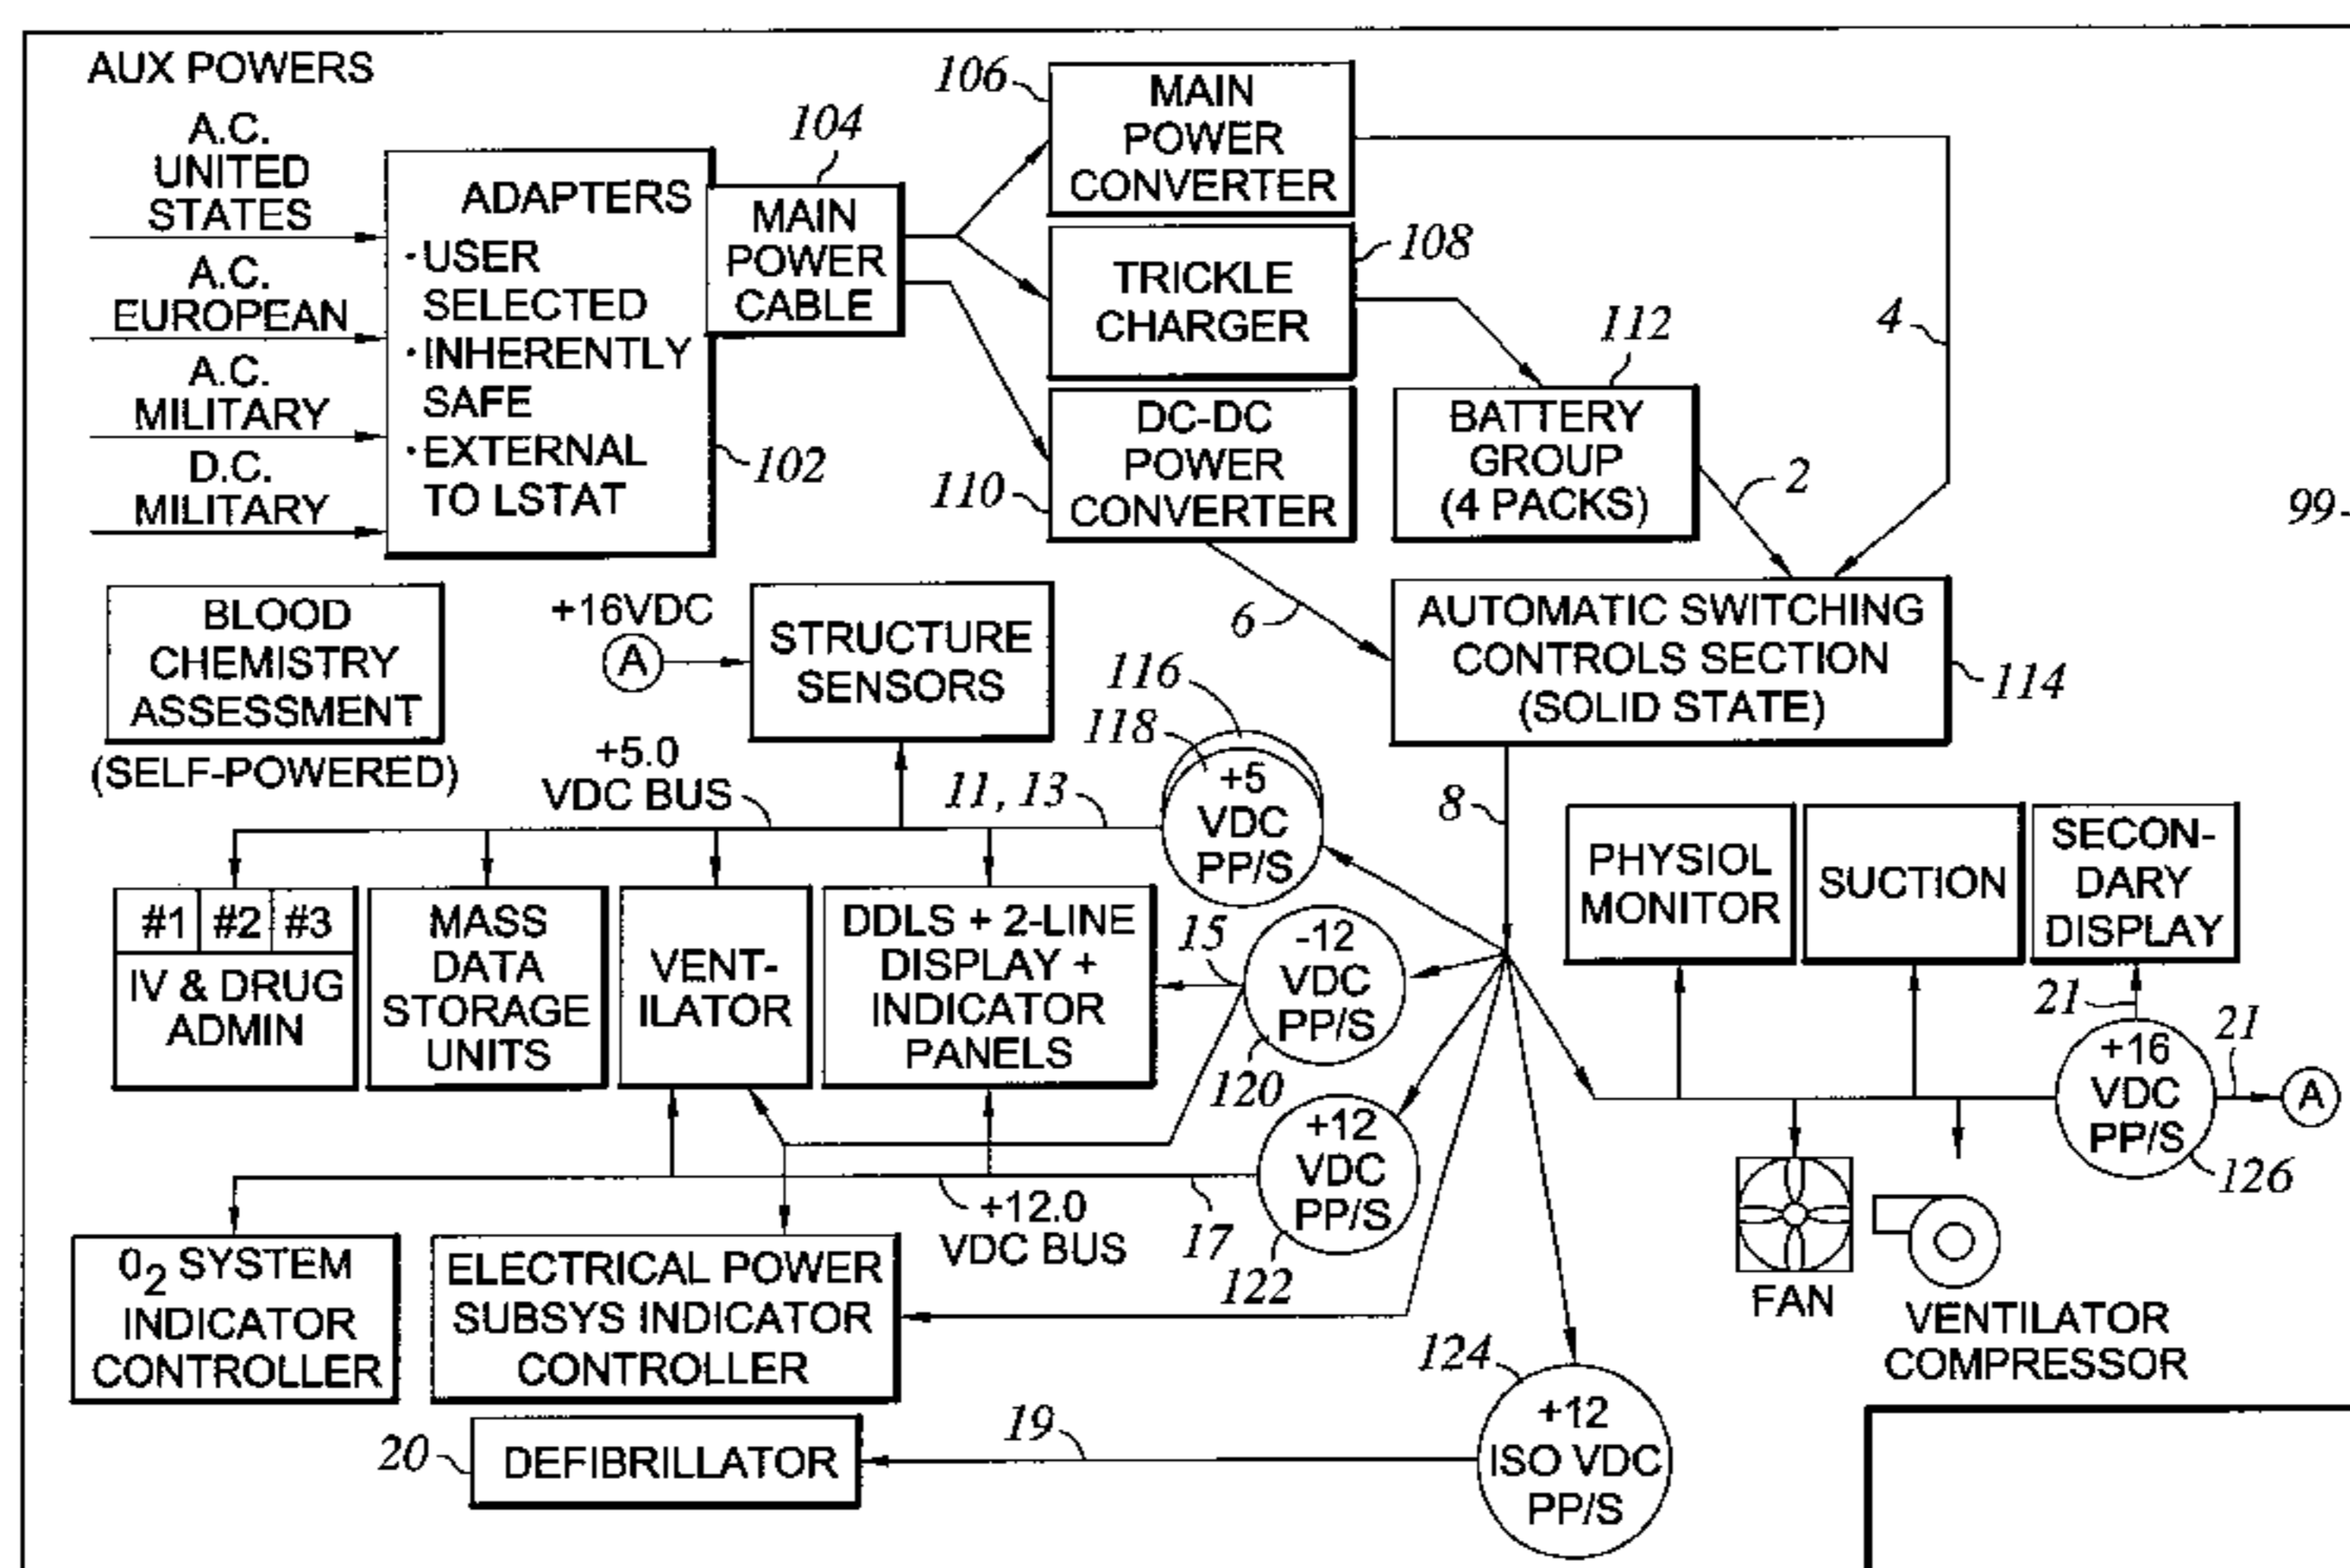 AUX POWERS
A.C.
UNITED
STATES
A.C.
EUROPEAN
A.C.
MILITARY
D.C.
MILITARY
ADAPTERS
·USER
SELECTED
·INHERENTLY
SAFE
·EXTERNAL
TO LSTAT
102
104
MAIN
POWER
CABLE
106
MAIN
POWER
CONVERTER
TRICKLE
CHARGER
108
DC-DC
POWER
CONVERTER
110
112
BATTERY
GROUP
(4 PACKS)
2
4
99
6
AUTOMATIC SWITCHING
CONTROLS SECTION
(SOLID STATE)
114
BLOOD
CHEMISTRY
ASSESSMENT
(SELF-POWERED)
+16VDC
A
STRUCTURE
SENSORS
+5.0
VDC BUS
11, 13
116
118
+5
VDC
PP/S
8
PHYSIOL
MONITOR
SUCTION
SECON-
DARY
DISPLAY
#1 #2 #3
IV & DRUG
ADMIN
MASS
DATA
STORAGE
UNITS
VENT-
ILATOR
DDLS + 2-LINE
DISPLAY +
INDICATOR
PANELS
15
-12
VDC
PP/S
120
21
+16
VDC
PP/S
126
21
A
+12
VDC
PP/S
122
+12.0
VDC BUS
17
FAN
VENTILATOR
COMPRESSOR
02 SYSTEM
INDICATOR
CONTROLLER
ELECTRICAL POWER
SUBSYS INDICATOR
CONTROLLER
20
DEFIBRILLATOR
19
124
+12
ISO VDC
PP/S